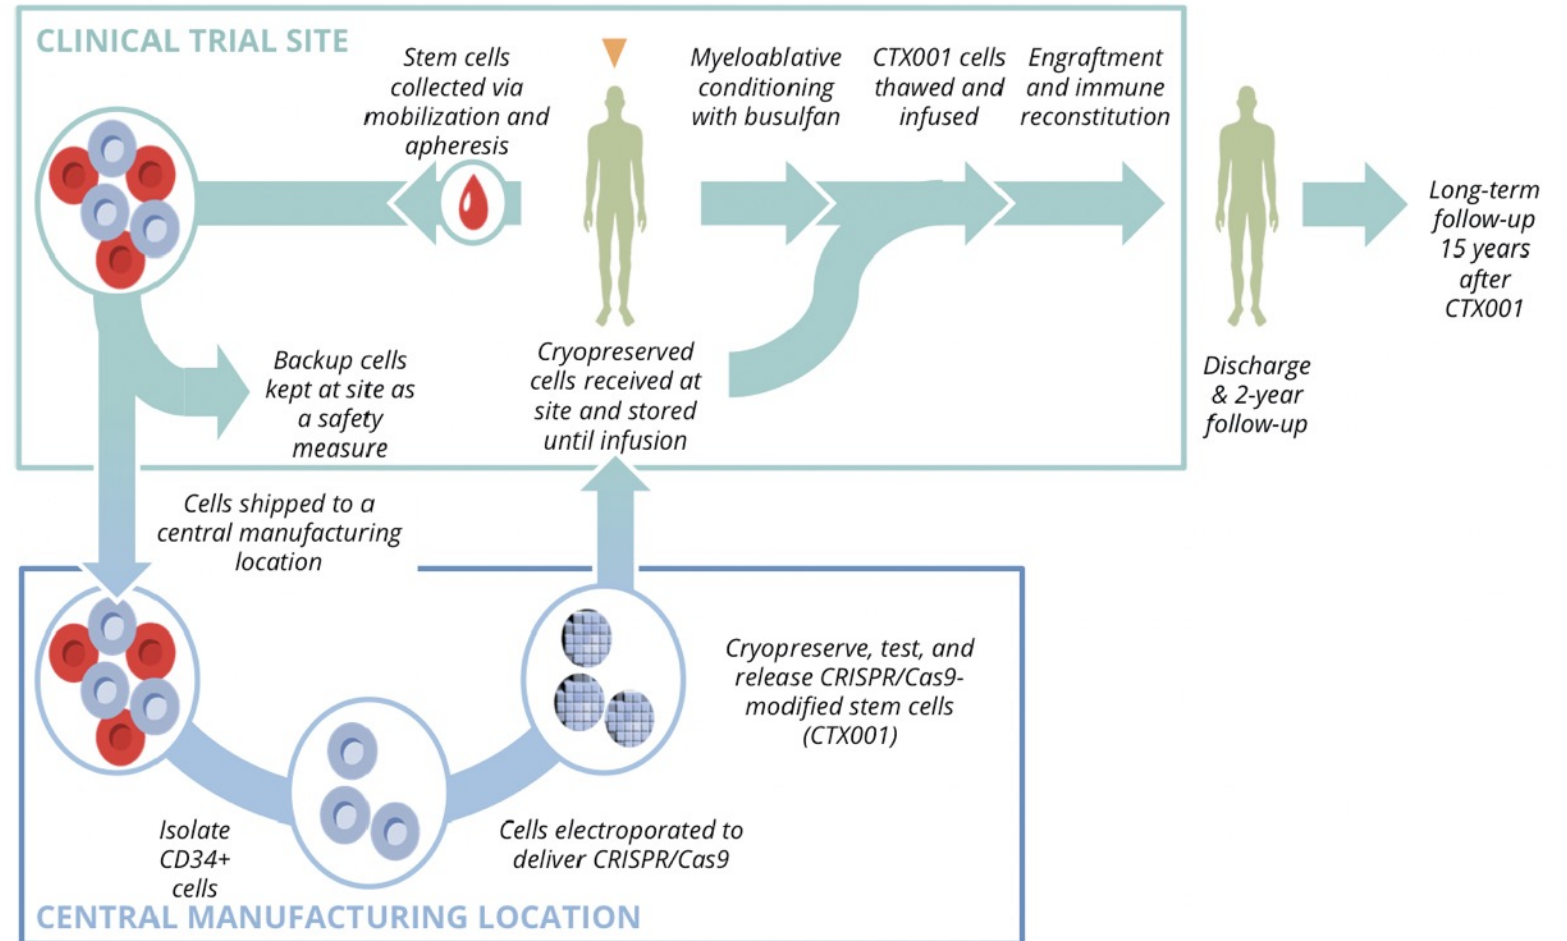 CLINICAL TRIAL SITE
Stem cells
collected via
mobilization and
apheresis
Myeloablative
conditioning
with busulfan
CTX001 cells
thawed and
infused
Engraftment
and immune
reconstitution
Long-term
follow-up
15 years
after
CTX001
Backup cells
kept at site as
a safety
measure
Cryopreserved
cells received at
site and stored
until infusion
Discharge
& 2-year
follow-up
Cells shipped to a
central manufacturing
location
Cryopreserve, test, and
release CRISPR/Cas9-
modified stem cells
(CTX001)
Isolate
CD34+
cells
Cells electroporated to
deliver CRISPR/Cas9
CENTRAL MANUFACTURING LOCATION